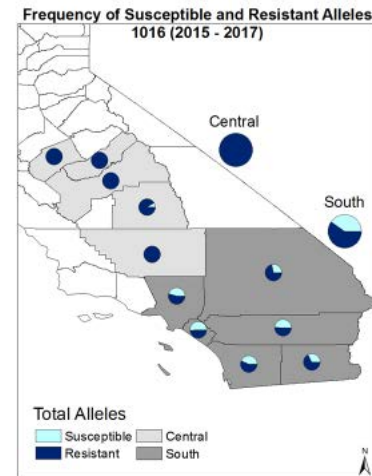 Frequency of Susceptible and Resistant Alleles
1016 (2015 - 2017)
Central
South
Total Alleles
Susceptible
Central
Resistant
South
N